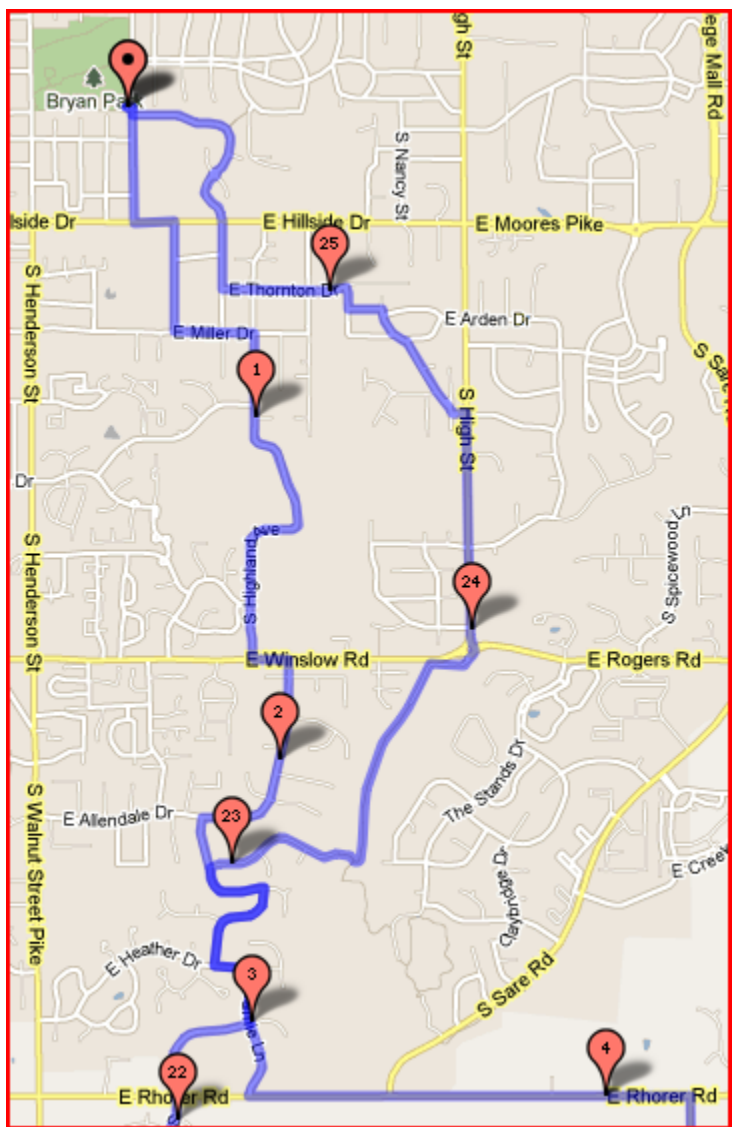 gh St
ege Mall Rd
Bryan Park
S Nancy St
lside Dr
E Hillside Dr
E Moores Pike
25
S Henderson St
E Thornton Dr
E Arden Dr
E Miller Dr
S Sare
1
S High St
Dr
S Highland Ave
S Spicewood
S Henderson St
24
E Winslow Rd
E Rogers Rd
2
The Stands Dr
S Walnut Street Pike
E Allendale Dr
23
E Creek
Claybridge Dr
E Heather Dr
3
S Sare Rd
Ln
4
22
E Rhorer Rd
E Rhorer Rd
S